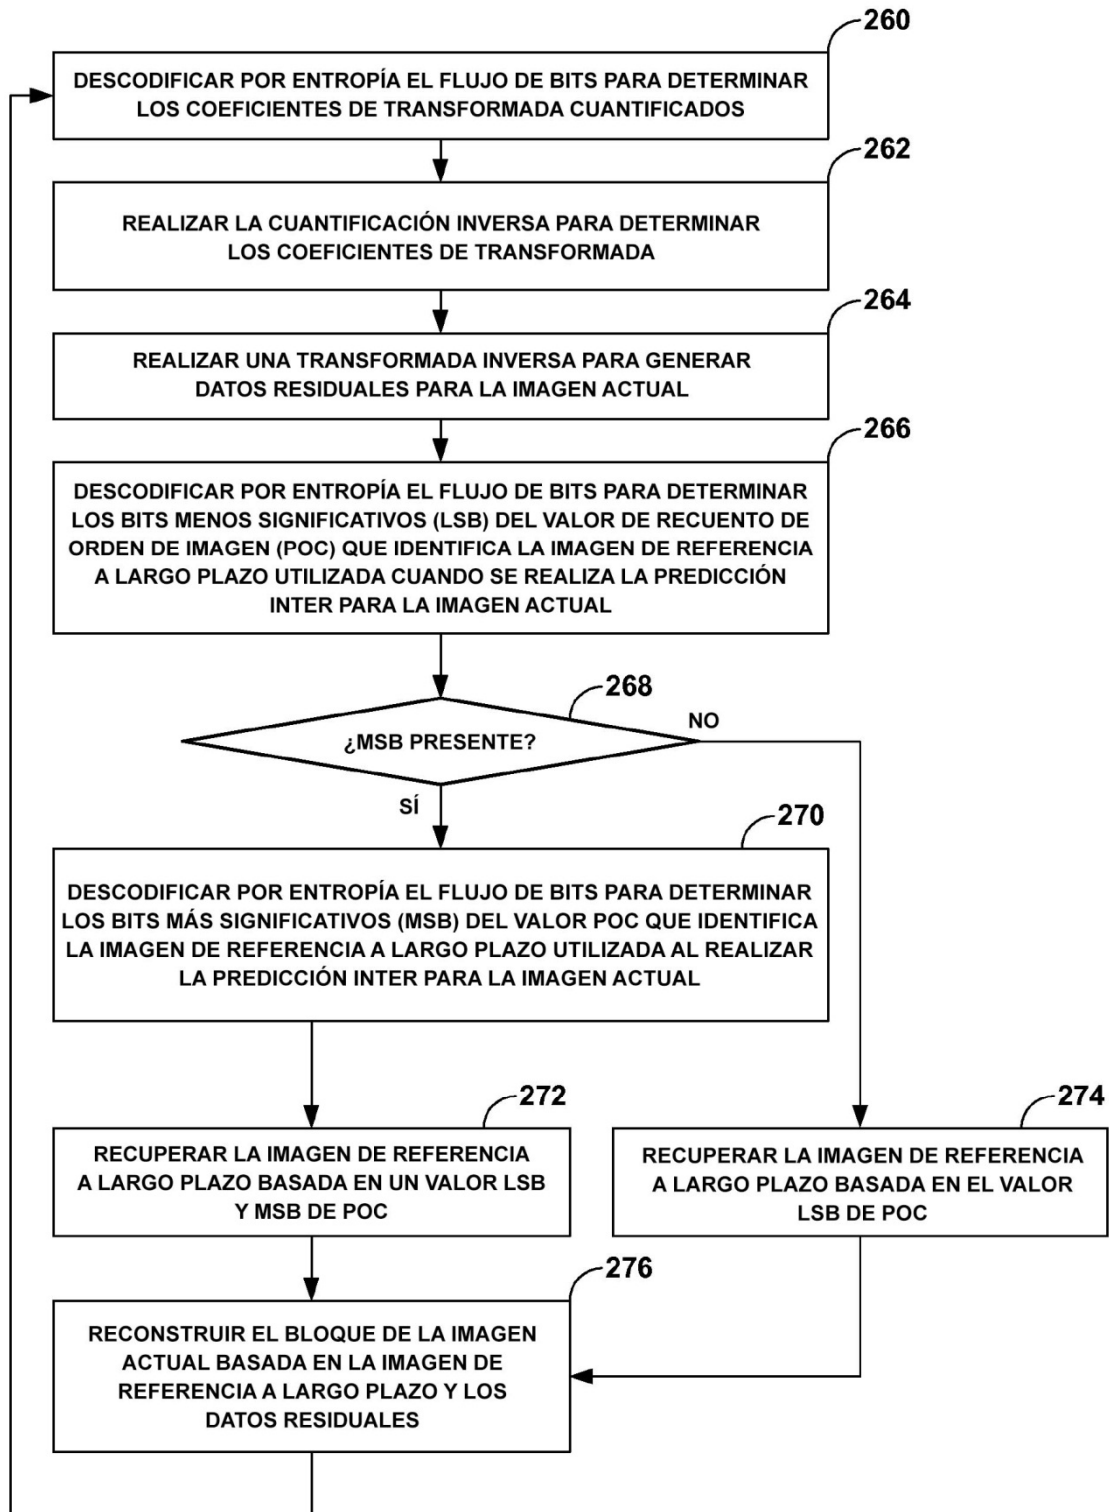 260
DESCODIFICAR POR ENTROPÍA EL FLUJO DE BITS PARA DETERMINAR
LOS COEFICIENTES DE TRANSFORMADA CUANTIFICADOS
262
REALIZAR LA CUANTIFICACIÓN INVERSA PARA DETERMINAR
LOS COEFICIENTES DE TRANSFORMADA
264
REALIZAR UNA TRANSFORMADA INVERSA PARA GENERAR
DATOS RESIDUALES PARA LA IMAGEN ACTUAL
266
DESCODIFICAR POR ENTROPÍA EL FLUJO DE BITS PARA DETERMINAR
LOS BITS MENOS SIGNIFICATIVOS (LSB) DEL VALOR DE RECUENTO DE
ORDEN DE IMAGEN (POC) QUE IDENTIFICA LA IMAGEN DE REFERENCIA
A LARGO PLAZO UTILIZADA CUANDO SE REALIZA LA PREDICCIÓN
INTER PARA LA IMAGEN ACTUAL
268
NO
¿MSB PRESENTE?
SÍ
270
DESCODIFICAR POR ENTROPÍA EL FLUJO DE BITS PARA DETERMINAR
LOS BITS MÁS SIGNIFICATIVOS (MSB) DEL VALOR POC QUE IDENTIFICA
LA IMAGEN DE REFERENCIA A LARGO PLAZO UTILIZADA AL REALIZAR
LA PREDICCIÓN INTER PARA LA IMAGEN ACTUAL
272
RECUPERAR LA IMAGEN DE REFERENCIA
A LARGO PLAZO BASADA EN UN VALOR LSB
Y MSB DE POC
274
RECUPERAR LA IMAGEN DE REFERENCIA
A LARGO PLAZO BASADA EN EL VALOR
LSB DE POC
276
RECONSTRUIR EL BLOQUE DE LA IMAGEN
ACTUAL BASADA EN LA IMAGEN DE
REFERENCIA A LARGO PLAZO Y LOS
DATOS RESIDUALES